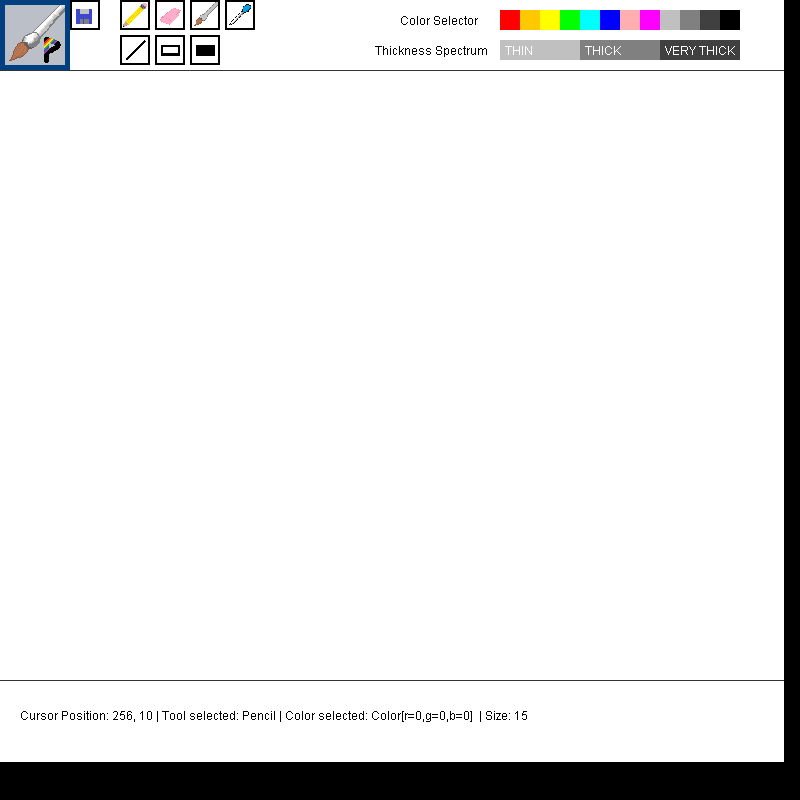 Color Selector
Thickness Spectrum THIN THICK VERY THICK
Cursor Position: 256, 10 | Tool selected: Pencil | Color selected: Color[r=0,g=0,b=0] | Size: 15